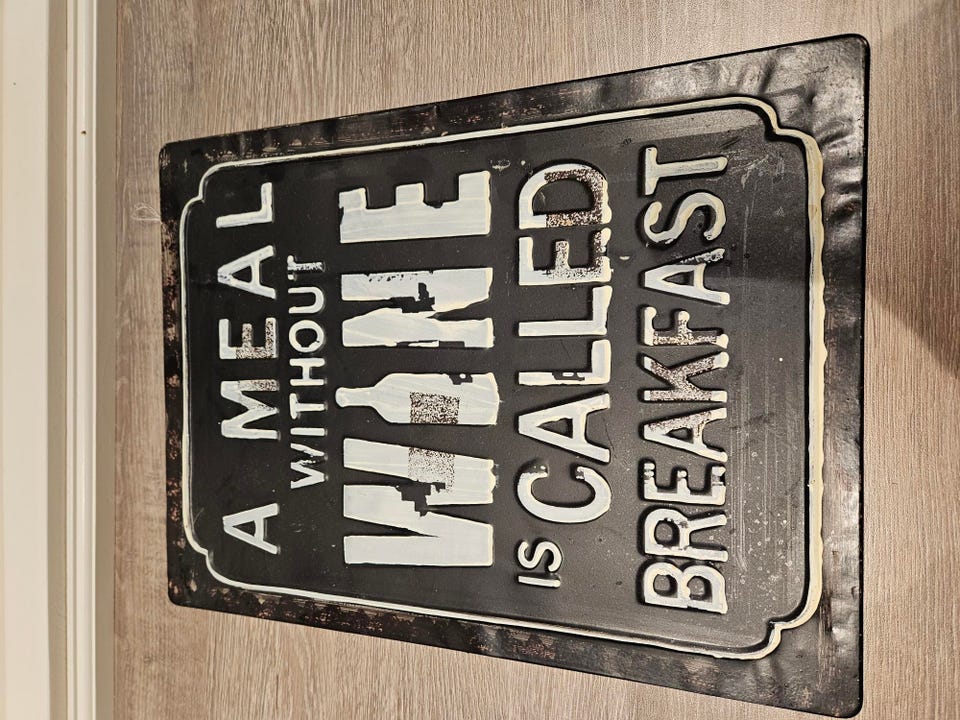 A MEAL
WITHOUT
WINE
IS CALLED
BREAKFAST